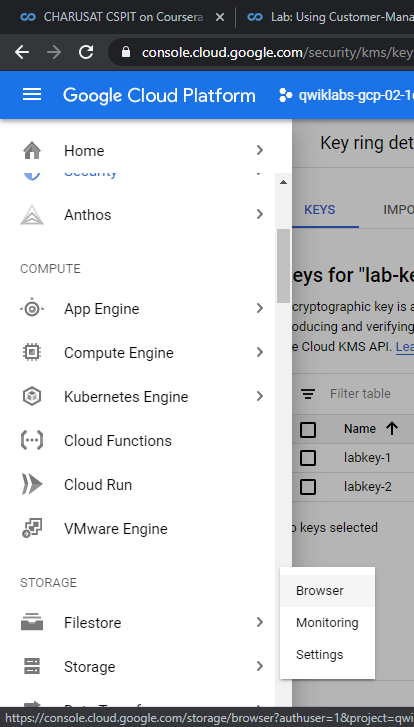 CHARUSAT CSPIT on Coursera
Lab: Using Customer-Mana
console.cloud.google.com/security/kms/key
Google Cloud Platform
qwiklabs-gcp-02-1
Home
Key ring det
Security
KEYS
IMPO
Anthos
COMPUTE
eys for "lab-ke
App Engine
cryptographic key is a
oducing and verifying
Compute Engine
e Cloud KMS API. Lea
Kubernetes Engine
Filter table
Cloud Functions
Name
labkey-1
Cloud Run
labkey-2
VMware Engine
o keys selected
STORAGE
Browser
Filestore
Monitoring
Settings
Storage
https://console.cloud.google.com/storage/browser?authuser=1&project=qwi